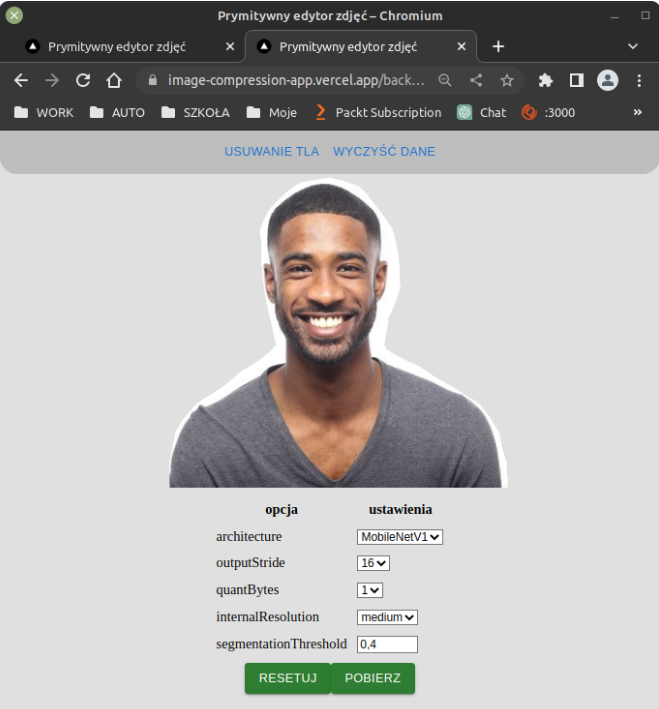 Prymitywny edytor zdjęć – Chromium
Prymitywny edytor zdjęć
Prymitywny edytor zdjęć
image-compression-app.vercel.app/back…
WORK AUTO SZKOŁA Moje Packt Subscription Chat :3000 »
USUWANIE TLA WYCZYŚĆ DANE
opcja ustawienia
architecture MobileNetV1
outputStride 16
quantBytes 1
internalResolution medium
segmentationThreshold 0,4
RESETUJ POBIERZ